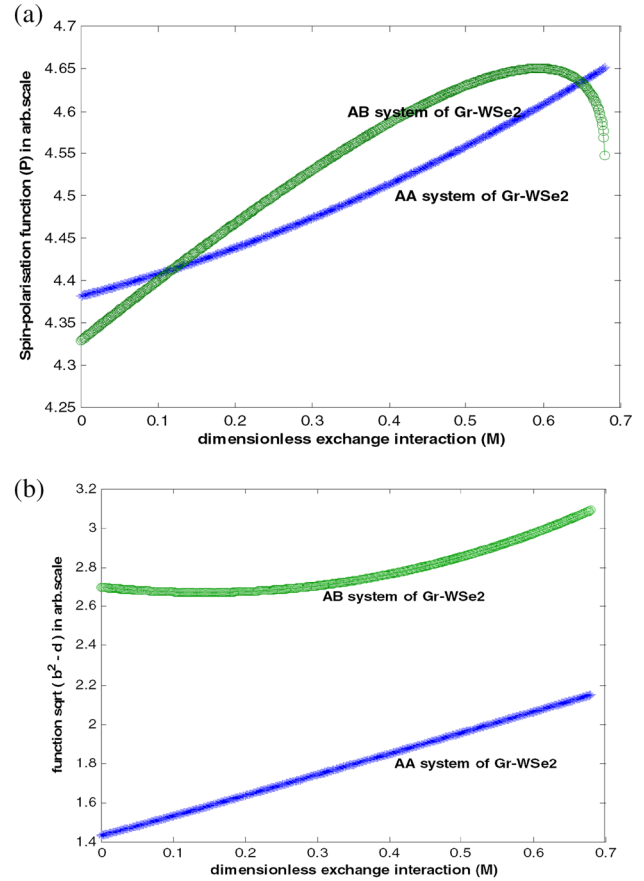 (a)
4.7
4.65
4.6
4.55
4.5
4.45
4.4
4.35
4.3
4.25
Spin-polarisation function (P) in arb.scale
AB system of Gr-WSe2
AA system of Gr-WSe2
0 0.1 0.2 0.3 0.4 0.5 0.6 0.7
dimensionless exchange interaction (M)
(b)
3.2
3
2.8
2.6
2.4
2.2
2
1.8
1.6
1.4
function sqrt ( b² - d ) in arb.scale
AB system of Gr-WSe2
AA system of Gr-WSe2
0 0.1 0.2 0.3 0.4 0.5 0.6 0.7
dimensionless exchange interaction (M)